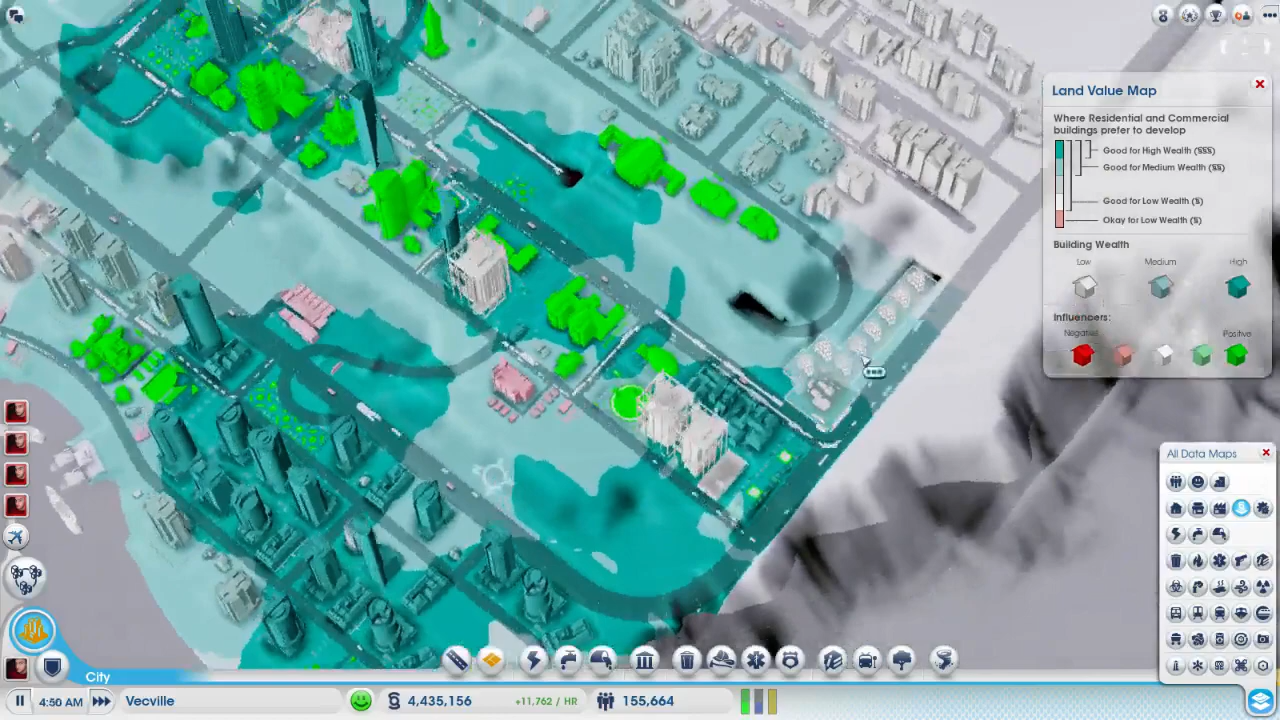 Land Value Map
Where Residential and Commercial
buildings prefer to develop
Good for High Wealth ($$$)
Good for Medium Wealth ($$)
Good for Low Wealth ($)
Okay for Low Wealth ($)
Building Wealth
Low
Medium
High
Influencers:
Negative
Positive
All Data Maps
City
4:50 AM
Vecville
4,435,156
+11,762 / HR
155,664